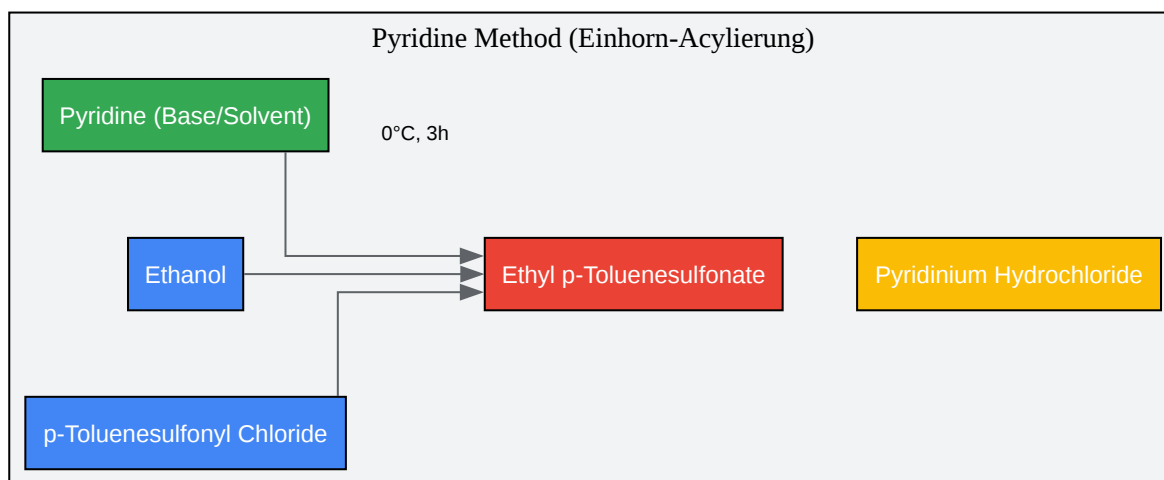 Pyridine Method (Einhorn-Acylierung)
Pyridine (Base/Solvent)
0°C, 3h
Ethanol
Ethyl p-Toluenesulfonate
Pyridinium Hydrochloride
p-Toluenesulfonyl Chloride